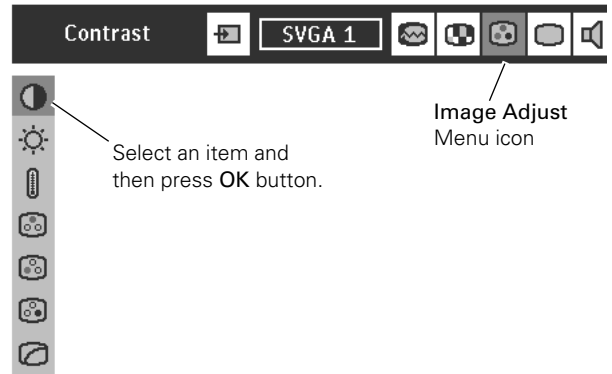 Contrast
SVGA 1
Image Adjust
Menu icon
Select an item and
then press OK button.